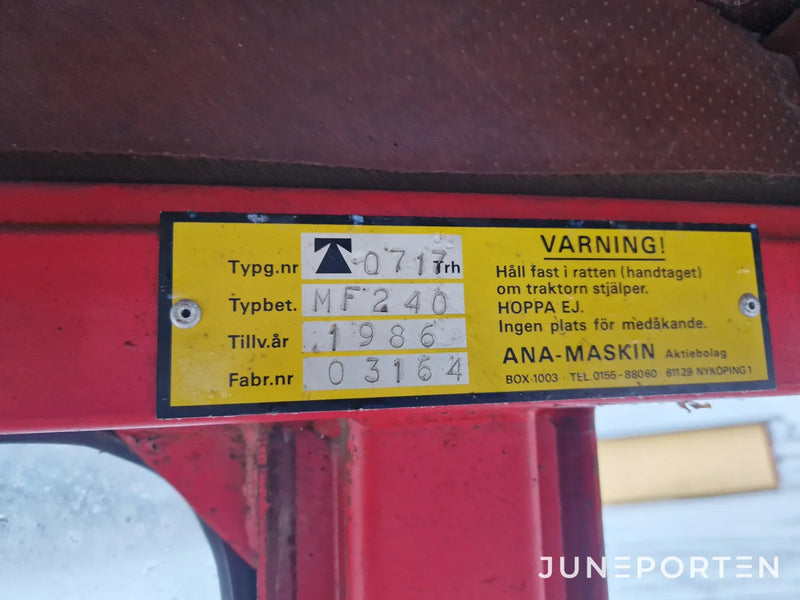 Typg.nr 0717 Trh
Typbet. MF240
Tillv.år 1986
Fabr.nr 03164
VARNING!
Håll fast i ratten (handtaget)
om traktorn stjälper.
HOPPA EJ.
Ingen plats för medåkande.
ANA-MASKIN Aktiebolag
BOX 1003 · TEL 0155-88060 · 61129 NYKÖPING 1
JUNEPORTEN